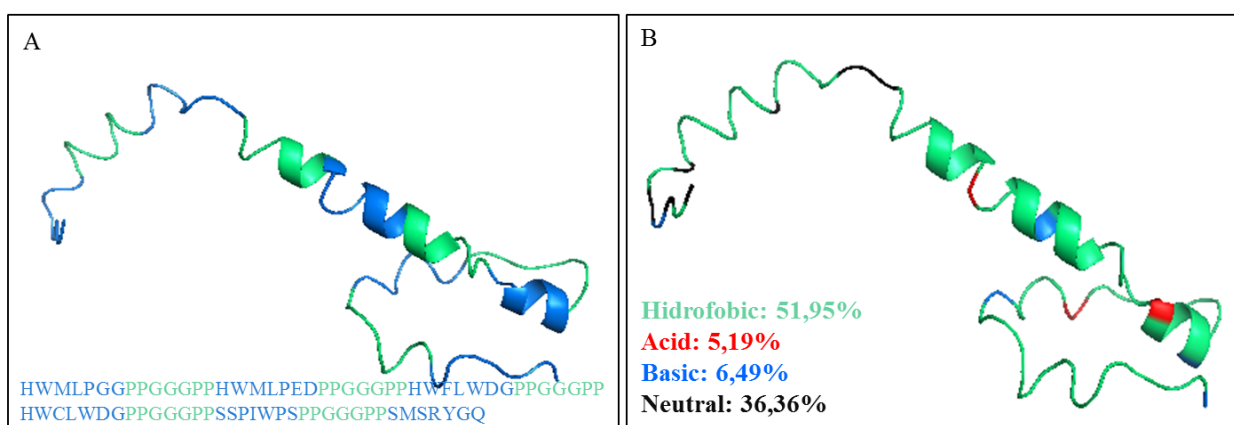 A
HWMLPGGPPGGGPPHWMLPEDPPGGGPPHWFLWDGPPGGGPP
HWCLWDGPPGGGPPSSPIWPSPPGGGPPSMSRYGQ
B
Hidrofobic: 51,95%
Acid: 5,19%
Basic: 6,49%
Neutral: 36,36%